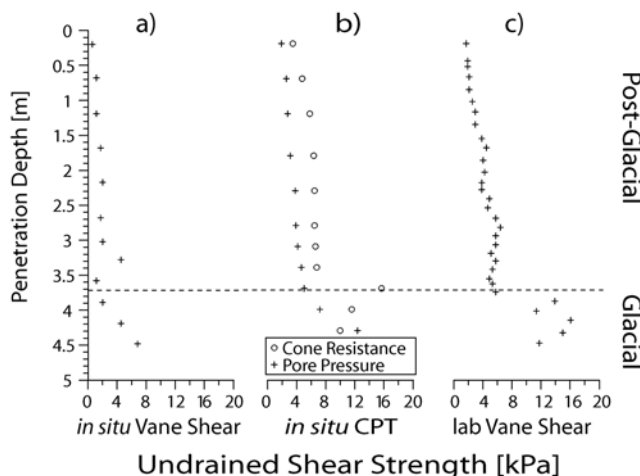 a)
b)
c)
Penetration Depth [m]
0
0.5
1
1.5
2
2.5
3
3.5
4
4.5
5
0 4 8 12 16 20
0 4 8 12 16 20
0 4 8 12 16 20
Cone Resistance
Pore Pressure
Post-Glacial
Glacial
in situ Vane Shear
in situ CPT
lab Vane Shear
Undrained Shear Strength [kPa]